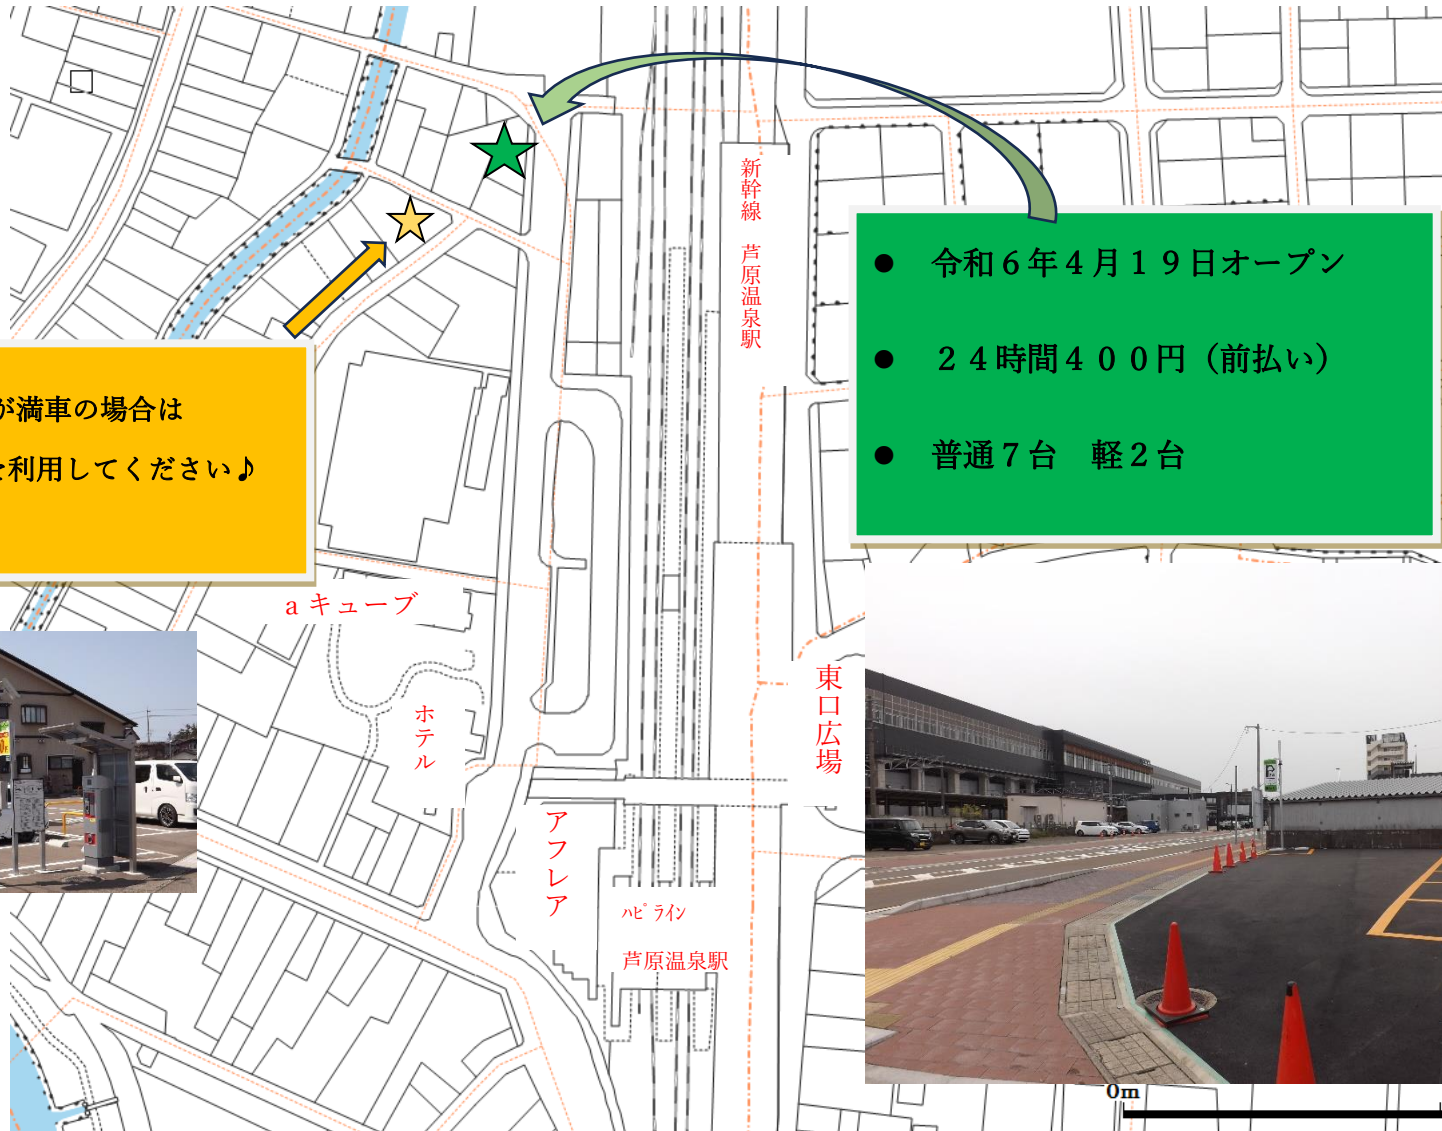 新幹線　芦原温泉駅
● 令和６年４月１９日オープン
● ２４時間４００円（前払い）
● 普通７台　軽２台
が満車の場合は
を利用してください♪
aキューブ
ホテル
東口広場
アフレア
ﾊﾋﾟﾗｲﾝ
芦原温泉駅
0m